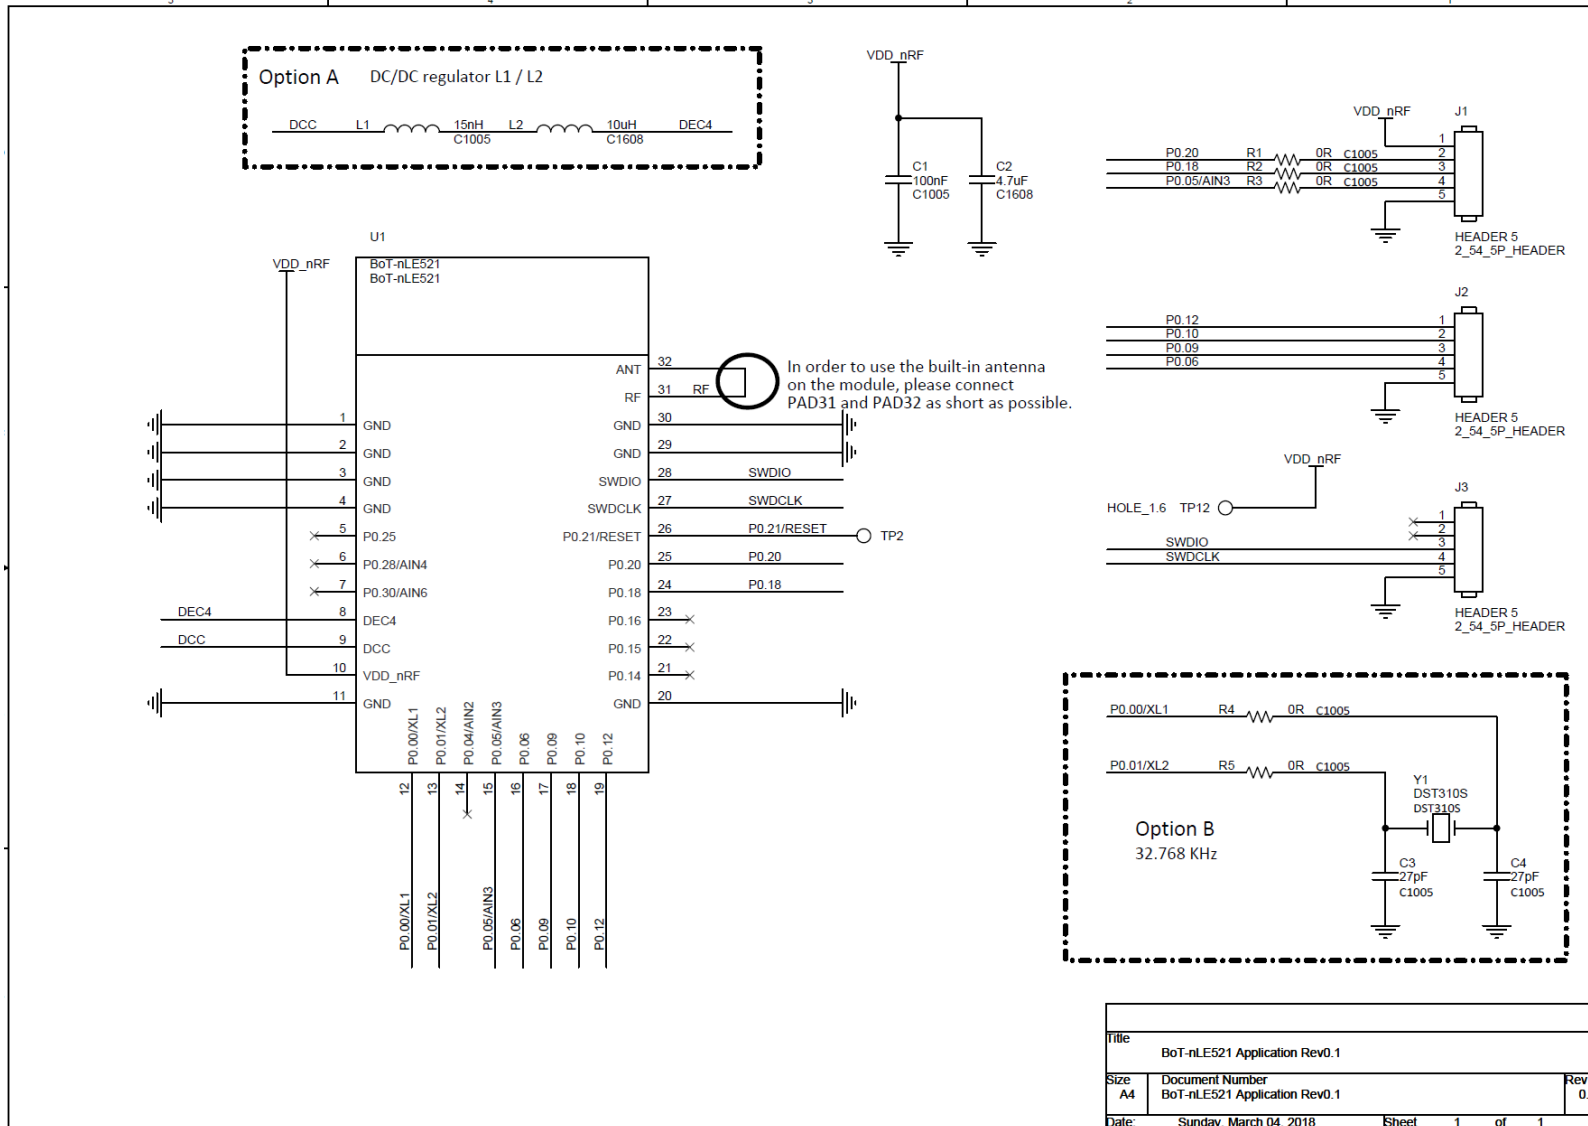 Option A
DC/DC regulator L1 / L2
DCC L1 15nH L2 10uH DEC4
C1005 C1608
VDD_nRF
C1
100nF
C1005
C2
4.7uF
C1608
VDD_nRF
J1
1
P0.20 R1 0R C1005 2
P0.18 R2 0R C1005 3
P0.05/AIN3 R3 0R C1005 4
5
HEADER 5
2_54_5P_HEADER
J2
P0.12 1
P0.10 2
P0.09 3
P0.06 4
5
HEADER 5
2_54_5P_HEADER
VDD_nRF
J3
HOLE_1.6 TP12
1
2
SWDIO 3
SWDCLK 4
5
HEADER 5
2_54_5P_HEADER
U1
VDD_nRF
BoT-nLE521
BoT-nLE521
ANT 32
RF 31 RF
In order to use the built-in antenna
on the module, please connect
PAD31 and PAD32 as short as possible.
1 GND
2 GND
3 GND
4 GND
5 P0.25
6 P0.28/AIN4
7 P0.30/AIN6
DEC4 8 DEC4
DCC 9 DCC
10 VDD_nRF
11 GND
GND 30
GND 29
SWDIO 28 SWDIO
SWDCLK 27 SWDCLK
P0.21/RESET 26 P0.21/RESET TP2
P0.20 25 P0.20
P0.18 24 P0.18
P0.16 23
P0.15 22
P0.14 21
GND 20
P0.00/XL1 12 P0.00/XL1
P0.01/XL2 13 P0.01/XL2
P0.04/AIN2 14
P0.05/AIN3 15 P0.05/AIN3
P0.06 16 P0.06
P0.09 17 P0.09
P0.10 18 P0.10
P0.12 19 P0.12
P0.00/XL1 R4 0R C1005
P0.01/XL2 R5 0R C1005
Y1
DST310S
DST310S
Option B
32.768 KHz
C3
27pF
C1005
C4
27pF
C1005
Title
BoT-nLE521 Application Rev0.1
Size Document Number Rev
A4 BoT-nLE521 Application Rev0.1 0.
Date: Sunday, March 04, 2018 Sheet 1 of 1